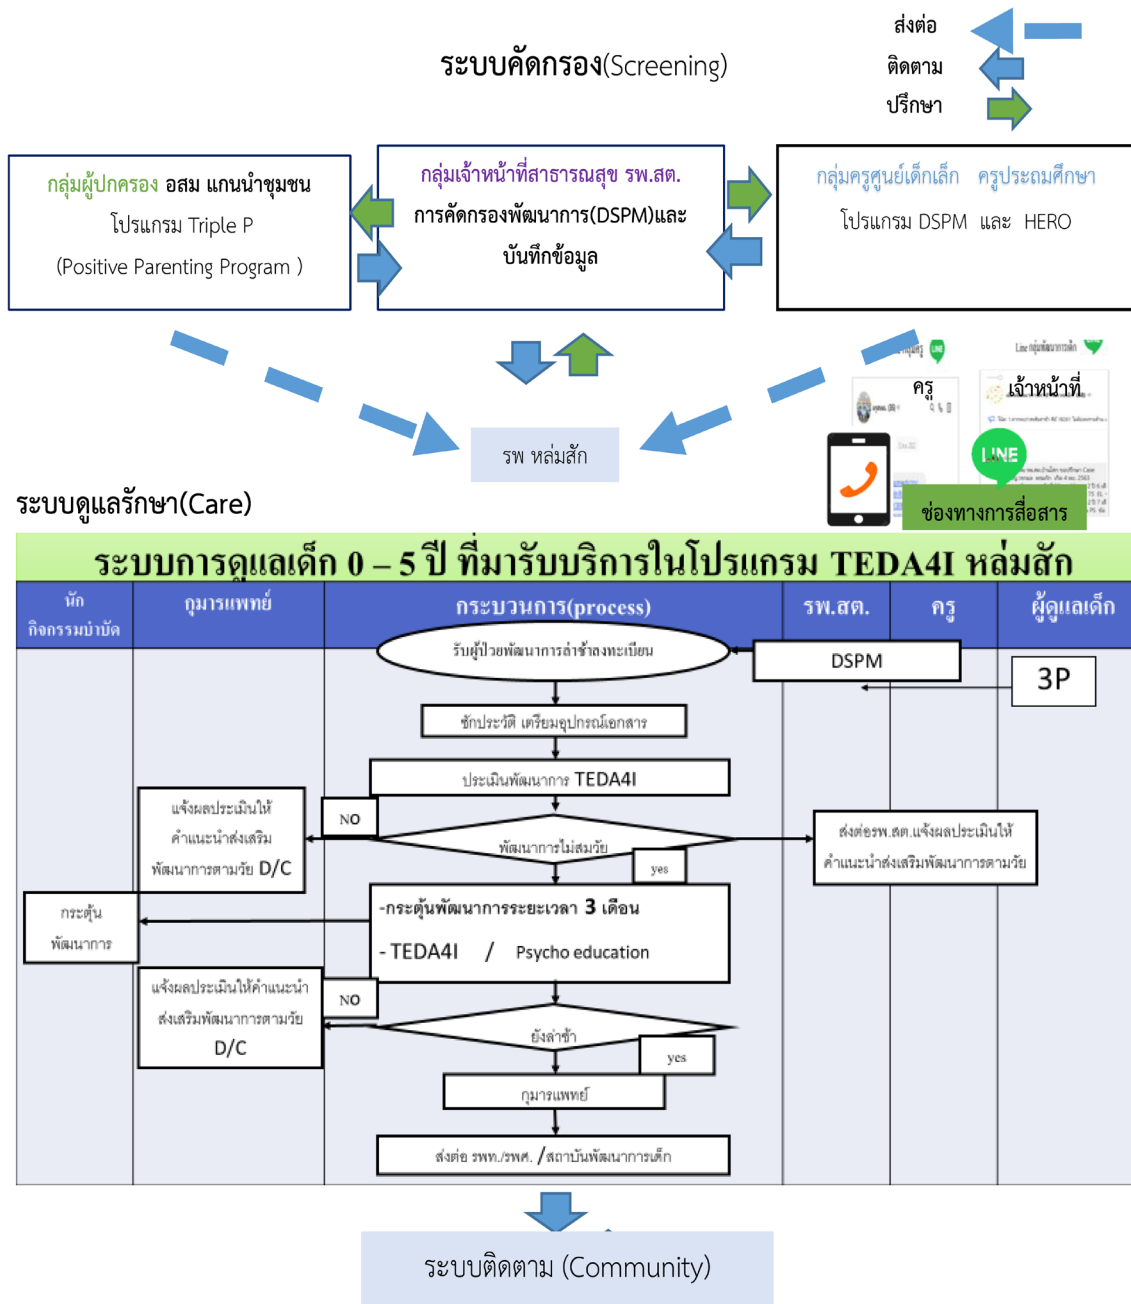 ส่งต่อ
ระบบคัดกรอง(Screening)
ติดตาม
ปรึกษา
กลุ่มผู้ปกครอง อสม แกนนำชุมชน
โปรแกรม Triple P
(Positive Parenting Program )
กลุ่มเจ้าหน้าที่สาธารณสุข รพ.สต.
การคัดกรองพัฒนาการ(DSPM)และ
บันทึกข้อมูล
กลุ่มครูศูนย์เด็กเล็ก ครูประถมศึกษา
โปรแกรม DSPM และ HERO
Line กลุ่มพัฒนาการเด็ก
ครู
เจ้าหน้าที่
LINE
ช่องทางการสื่อสาร
รพ หล่มสัก
ระบบดูแลรักษา(Care)
ระบบการดูแลเด็ก 0 – 5 ปี ที่มารับบริการในโปรแกรม TEDA4I หล่มสัก
นัก
กิจกรรมบำบัด
กุมารแพทย์
กระบวนการ(process)
รพ.สต.
ครู
ผู้ดูแลเด็ก
รับผู้ป่วยพัฒนาการล่าช้าลงทะเบียน
DSPM
3P
ซักประวัติ เตรียมอุปกรณ์เอกสาร
ประเมินพัฒนาการ TEDA4I
แจ้งผลประเมินให้
คำแนะนำส่งเสริม
พัฒนาการตามวัย D/C
NO
พัฒนาการไม่สมวัย
yes
ส่งต่อรพ.สต.แจ้งผลประเมินให้
คำแนะนำส่งเสริมพัฒนาการตามวัย
กระตุ้น
พัฒนาการ
-กระตุ้นพัฒนาการระยะเวลา 3 เดือน
- TEDA4I / Psycho education
แจ้งผลประเมินให้คำแนะนำ
ส่งเสริมพัฒนาการตามวัย
D/C
NO
ยังล่าช้า
yes
กุมารแพทย์
ส่งต่อ รพท./รพศ. /สถาบันพัฒนาการเด็ก
ระบบติดตาม (Community)